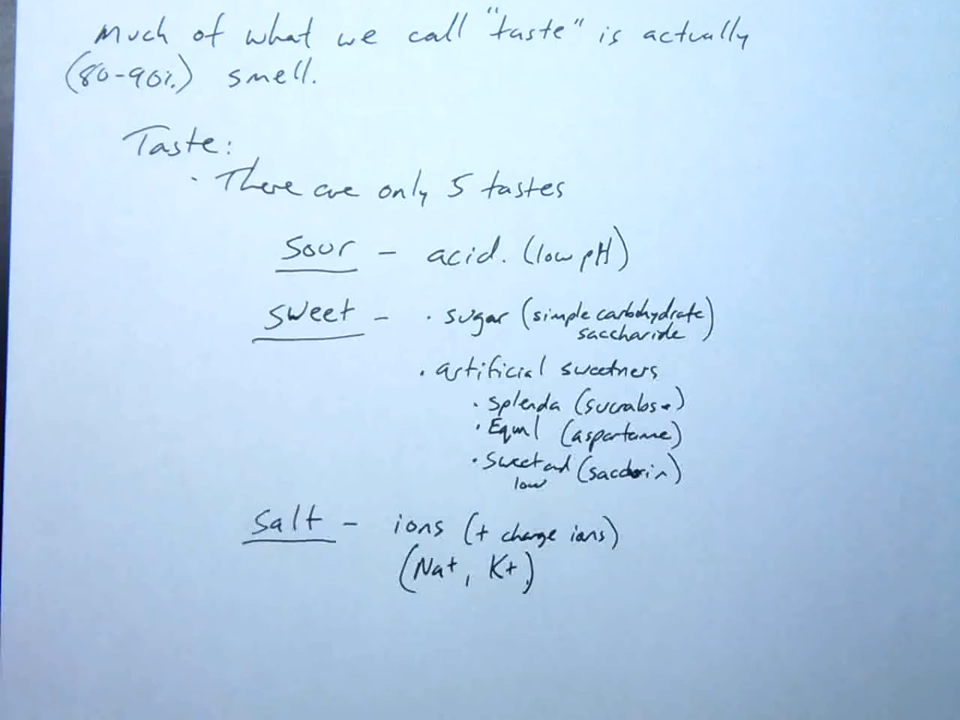 Much of what we call "taste" is actually
(80-90%) smell.
Taste:
· There are only 5 tastes
Sour - acid. (low pH)
sweet - · sugar (simple carbohydrate)
saccharide
· artificial sweetners
· Splenda (sucralose)
· Equal (aspartame)
· Sweet and (saccharin)
low
Salt - ions (+ charge ions)
(Na+, K+)